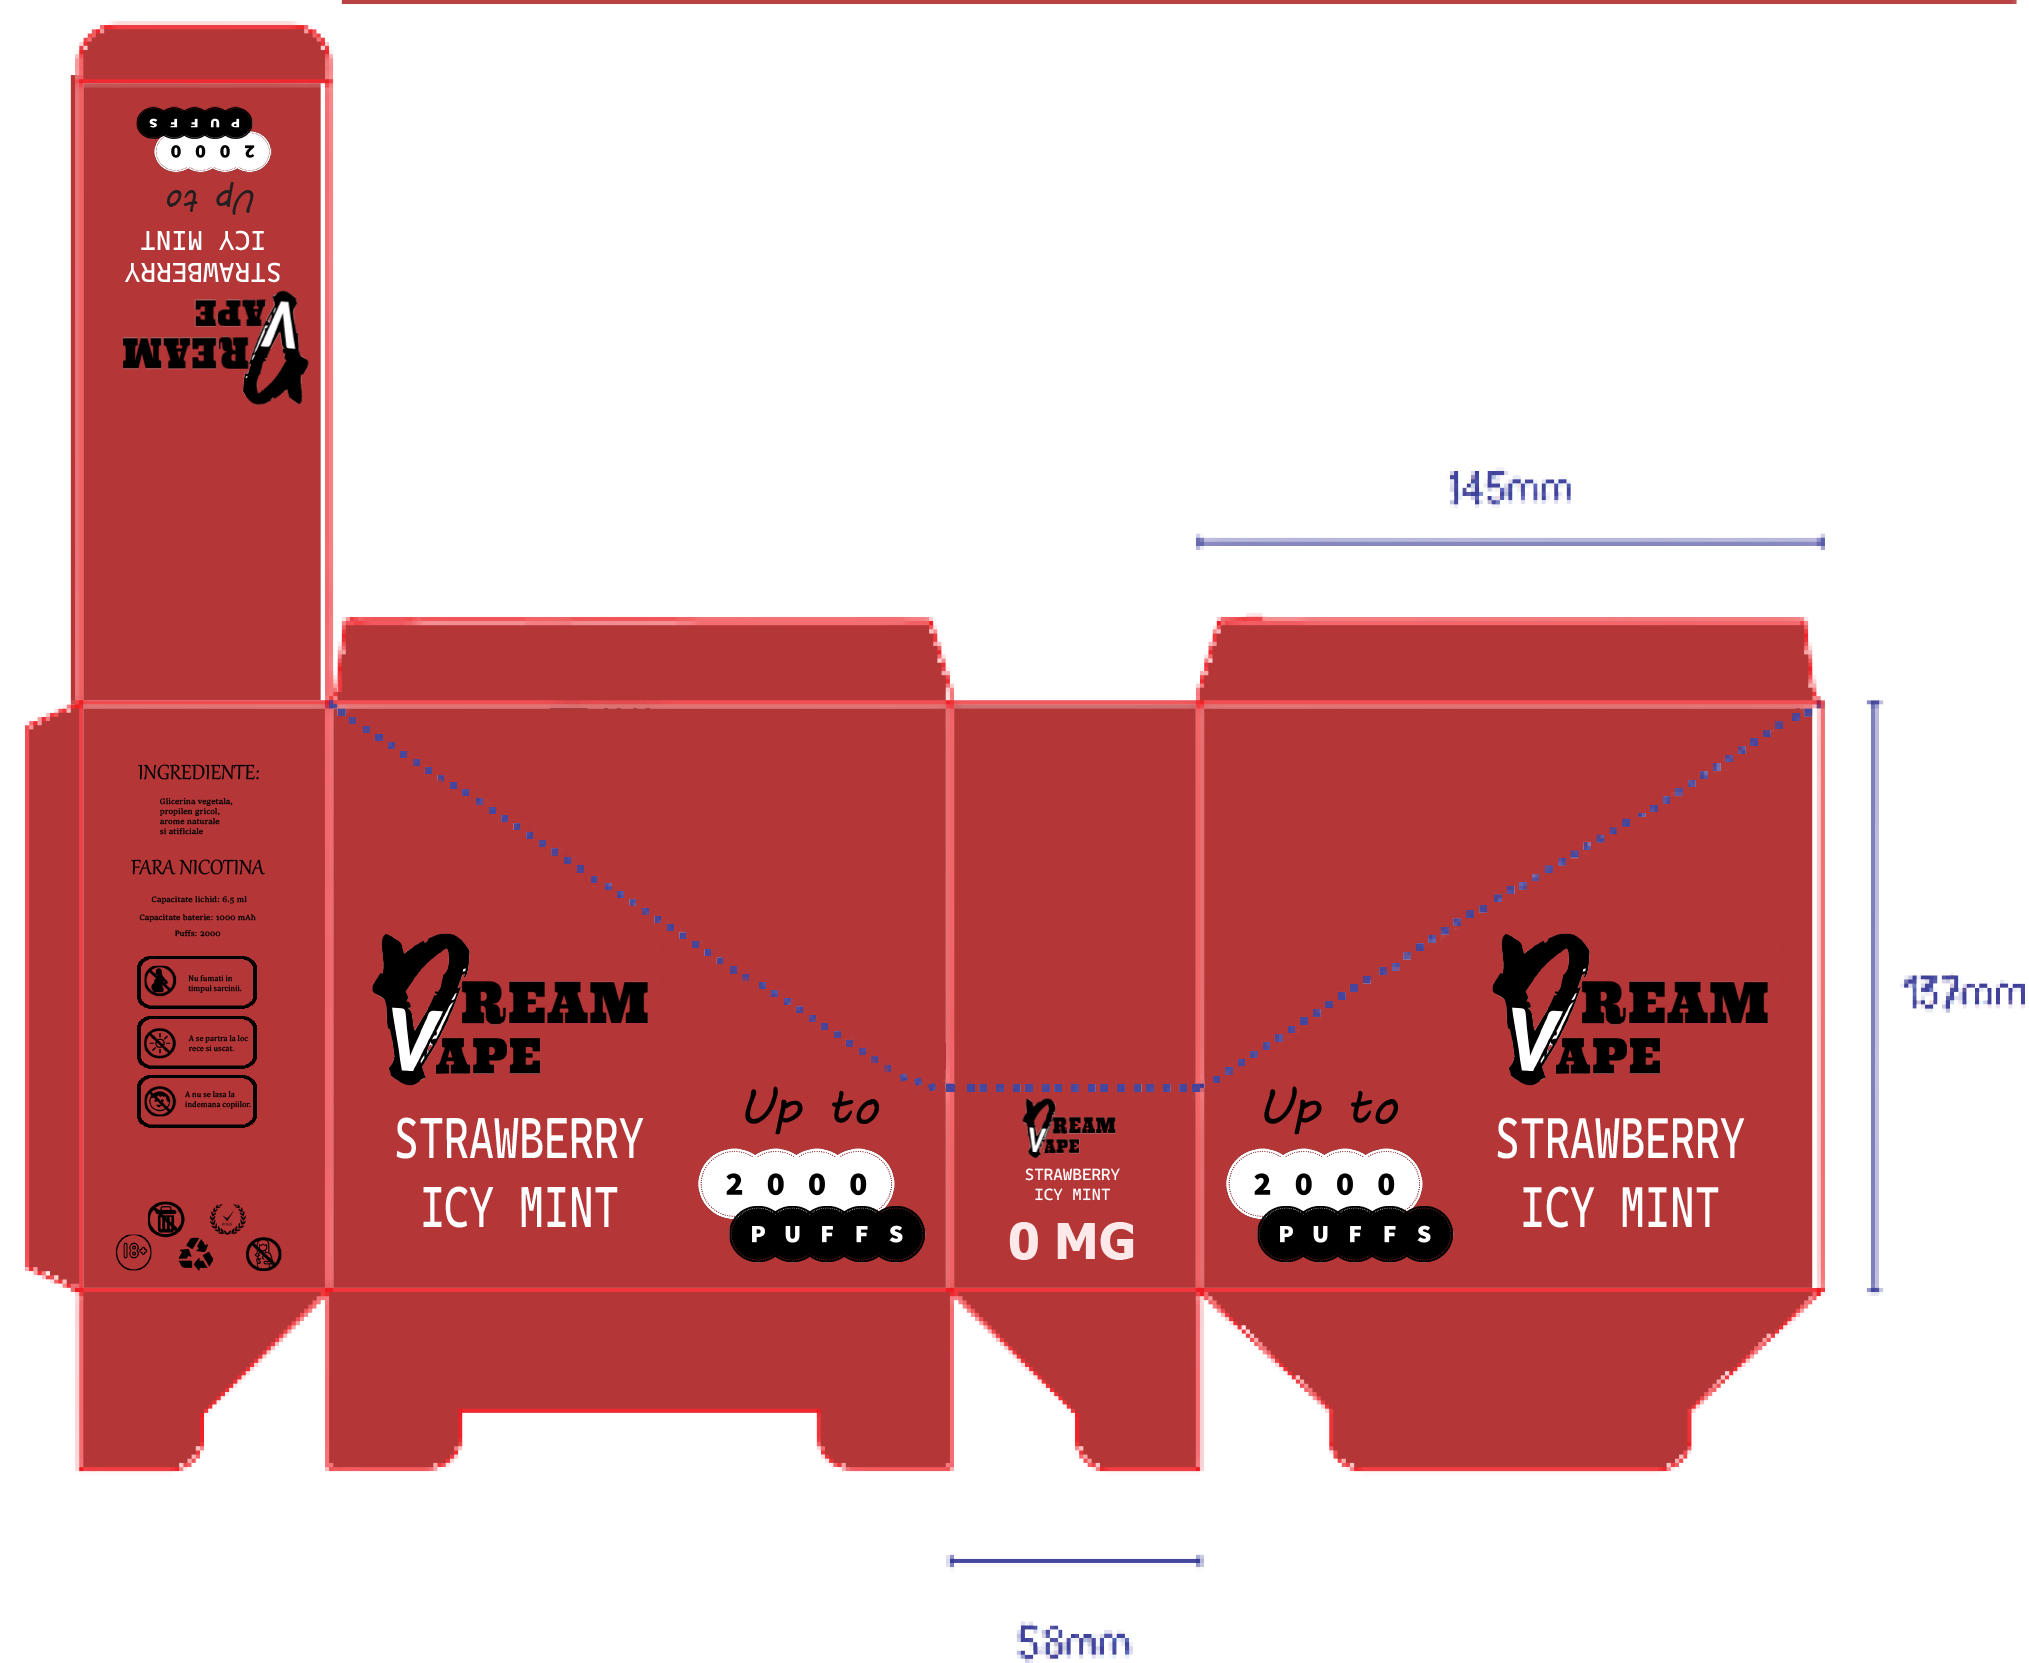 PUFFS
2000
Up to
ICY MINT
STRAWBERRY
VAPE
DREAM
145mm
INGREDIENTE:
Glicerina vegetala,
propilen gricol,
arome naturale
si atificiale
FARA NICOTINA
Capacitate lichid: 6.5 ml
Capacitate baterie: 1000 mAh
Puffs: 2000
Nu fumati in
timpul sarcinii.
A se partra la loc
rece si uscat.
A nu se lasa la
indemana copiilor.
18+
DREAM
VAPE
STRAWBERRY
ICY MINT
Up to
2000
PUFFS
DREAM
VAPE
STRAWBERRY
ICY MINT
0 MG
Up to
2000
PUFFS
DREAM
VAPE
STRAWBERRY
ICY MINT
137mm
58mm